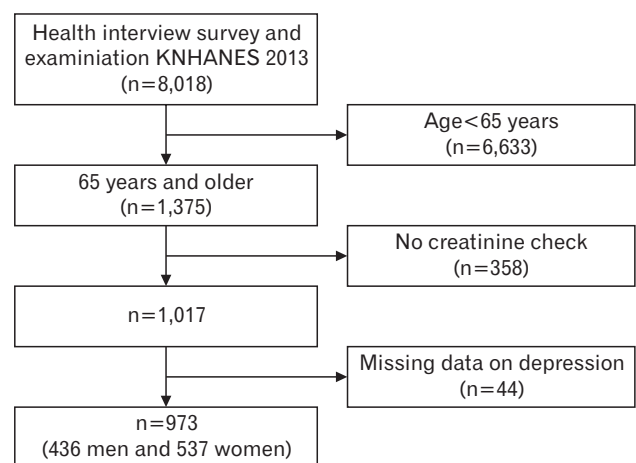 Health interview survey and
examiniation KNHANES 2013
(n=8,018)
Age<65 years
(n=6,633)
65 years and older
(n=1,375)
No creatinine check
(n=358)
n=1,017
Missing data on depression
(n=44)
n=973
(436 men and 537 women)